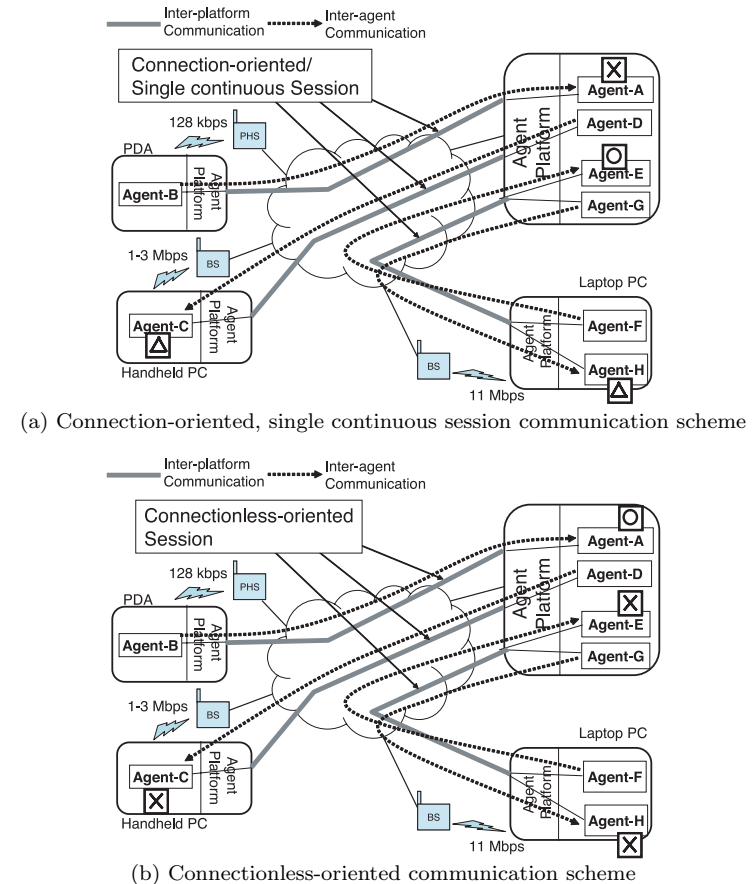 Inter-platform
Communication
Inter-agent
Communication
Connection-oriented/
Single continuous Session
128 kbps
PHS
PDA
Agent-B
Agent
Platform
1-3 Mbps
BS
Agent-C
Agent
Platform
Handheld PC
Agent
Platform
X
Agent-A
Agent-D
O
Agent-E
Agent-G
Laptop PC
Agent
Platform
Agent-F
Agent-H
BS
11 Mbps
(a) Connection-oriented, single continuous session communication scheme
Inter-platform
Communication
Inter-agent
Communication
Connectionless-oriented
Session
128 kbps
PHS
PDA
Agent-B
Agent
Platform
1-3 Mbps
BS
Agent-C
X
Agent
Platform
Handheld PC
Agent
Platform
O
Agent-A
Agent-D
X
Agent-E
Agent-G
Laptop PC
Agent
Platform
Agent-F
Agent-H
X
BS
11 Mbps
(b) Connectionless-oriented communication scheme